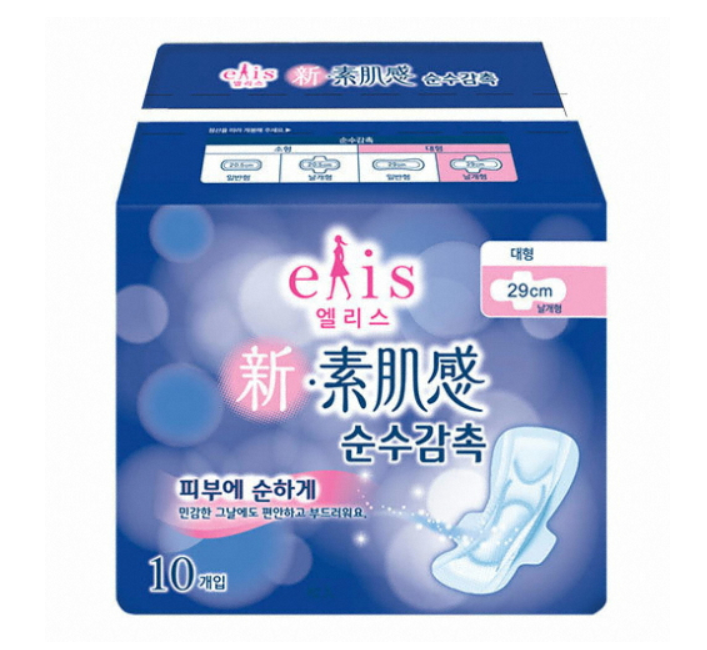 elis
엘리스
新·素肌感 순수감촉
순수감촉
소형 대형
20.5cm 20.5cm 29cm 29cm
일반형 날개형 일반형 날개형
대형
29cm
날개형
elis
엘리스
新·素肌感
순수감촉
피부에 순하게
민감한 그날에도 편안하고 부드러워요.
10개입